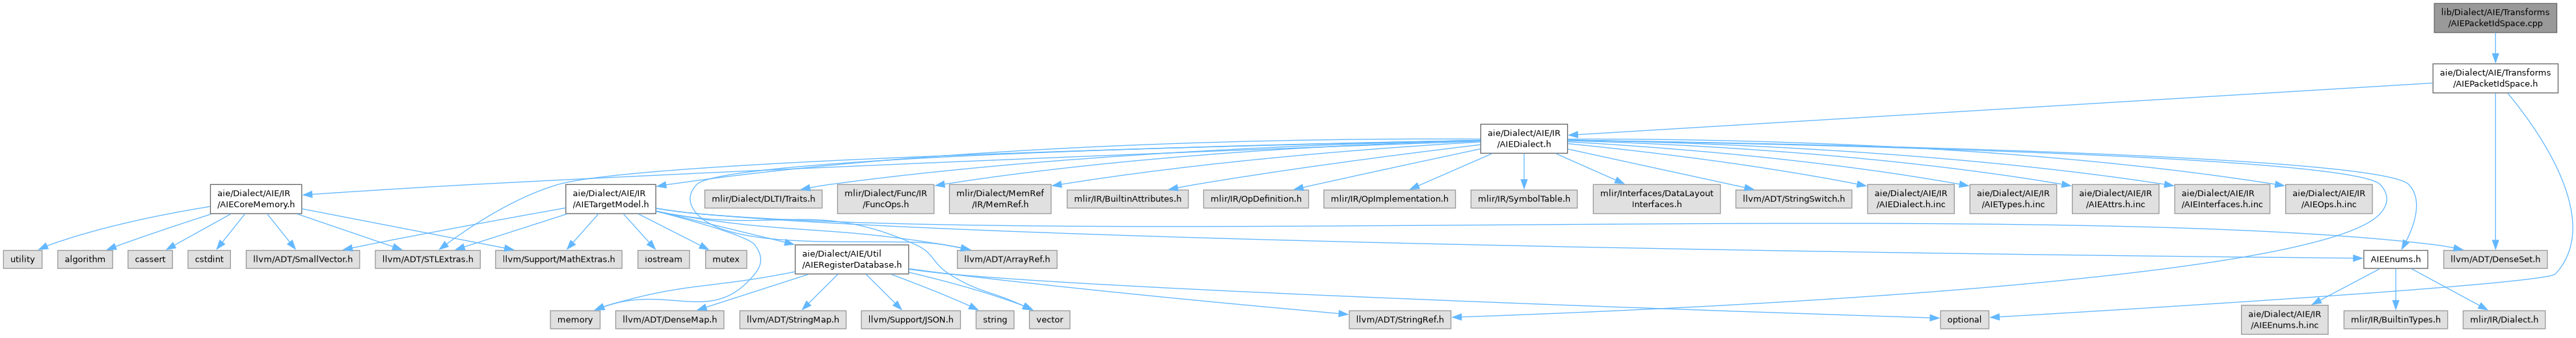 lib/Dialect/AIE/Transforms
/AIEPacketIdSpace.cpp
aie/Dialect/AIE/Transforms
/AIEPacketIdSpace.h
aie/Dialect/AIE/IR
/AIEDialect.h
aie/Dialect/AIE/IR
/AIECoreMemory.h
aie/Dialect/AIE/IR
/AIETargetModel.h
mlir/Dialect/DLTI/Traits.h
mlir/Dialect/Func/IR
/FuncOps.h
mlir/Dialect/MemRef
/IR/MemRef.h
mlir/IR/BuiltinAttributes.h
mlir/IR/OpDefinition.h
mlir/IR/OpImplementation.h
mlir/IR/SymbolTable.h
mlir/Interfaces/DataLayout
Interfaces.h
llvm/ADT/StringSwitch.h
aie/Dialect/AIE/IR
/AIEDialect.h.inc
aie/Dialect/AIE/IR
/AIETypes.h.inc
aie/Dialect/AIE/IR
/AIEAttrs.h.inc
aie/Dialect/AIE/IR
/AIEInterfaces.h.inc
aie/Dialect/AIE/IR
/AIEOps.h.inc
utility
algorithm
cassert
cstdint
llvm/ADT/SmallVector.h
llvm/ADT/STLExtras.h
llvm/Support/MathExtras.h
iostream
mutex
aie/Dialect/AIE/Util
/AIERegisterDatabase.h
llvm/ADT/ArrayRef.h
AIEEnums.h
llvm/ADT/DenseSet.h
memory
llvm/ADT/DenseMap.h
llvm/ADT/StringMap.h
llvm/Support/JSON.h
string
vector
llvm/ADT/StringRef.h
optional
aie/Dialect/AIE/IR
/AIEEnums.h.inc
mlir/IR/BuiltinTypes.h
mlir/IR/Dialect.h